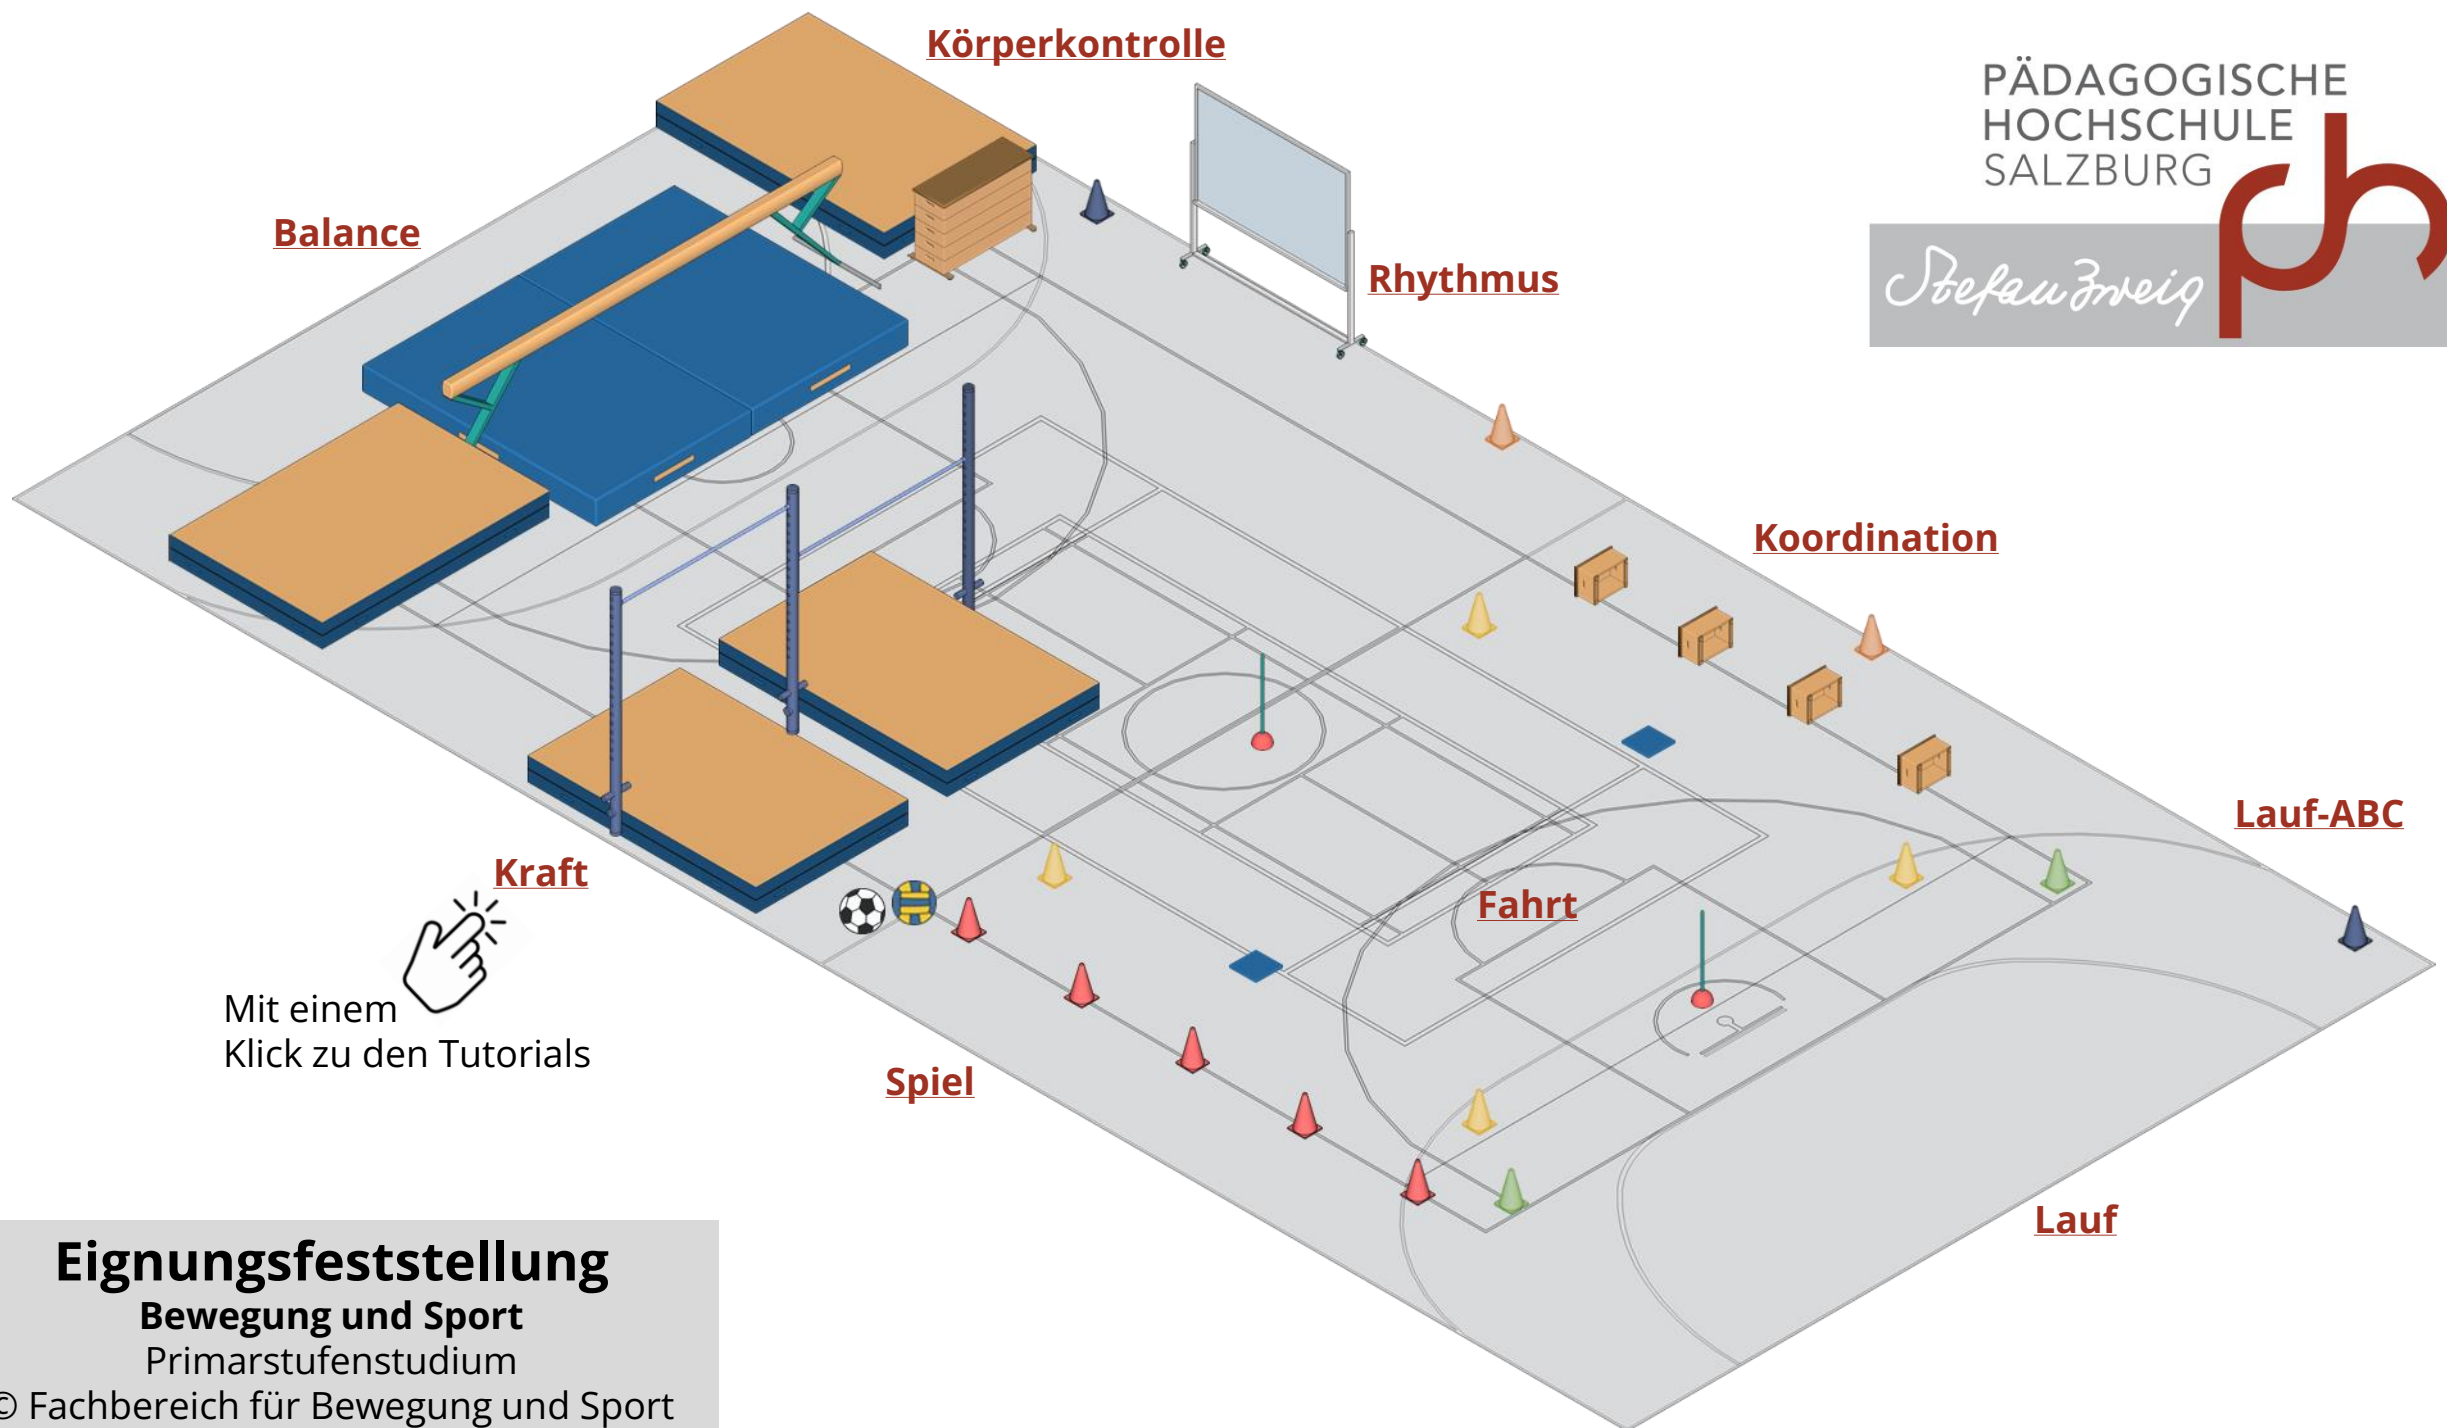 Körperkontrolle
PÄDAGOGISCHE
HOCHSCHULE
SALZBURG
ph
Stefan Zweig
Balance
Rhythmus
Koordination
Lauf-ABC
Kraft
Fahrt
Mit einem
Klick zu den Tutorials
Spiel
Lauf
Eignungsfeststellung
Bewegung und Sport
Primarstufenstudium
© Fachbereich für Bewegung und Sport